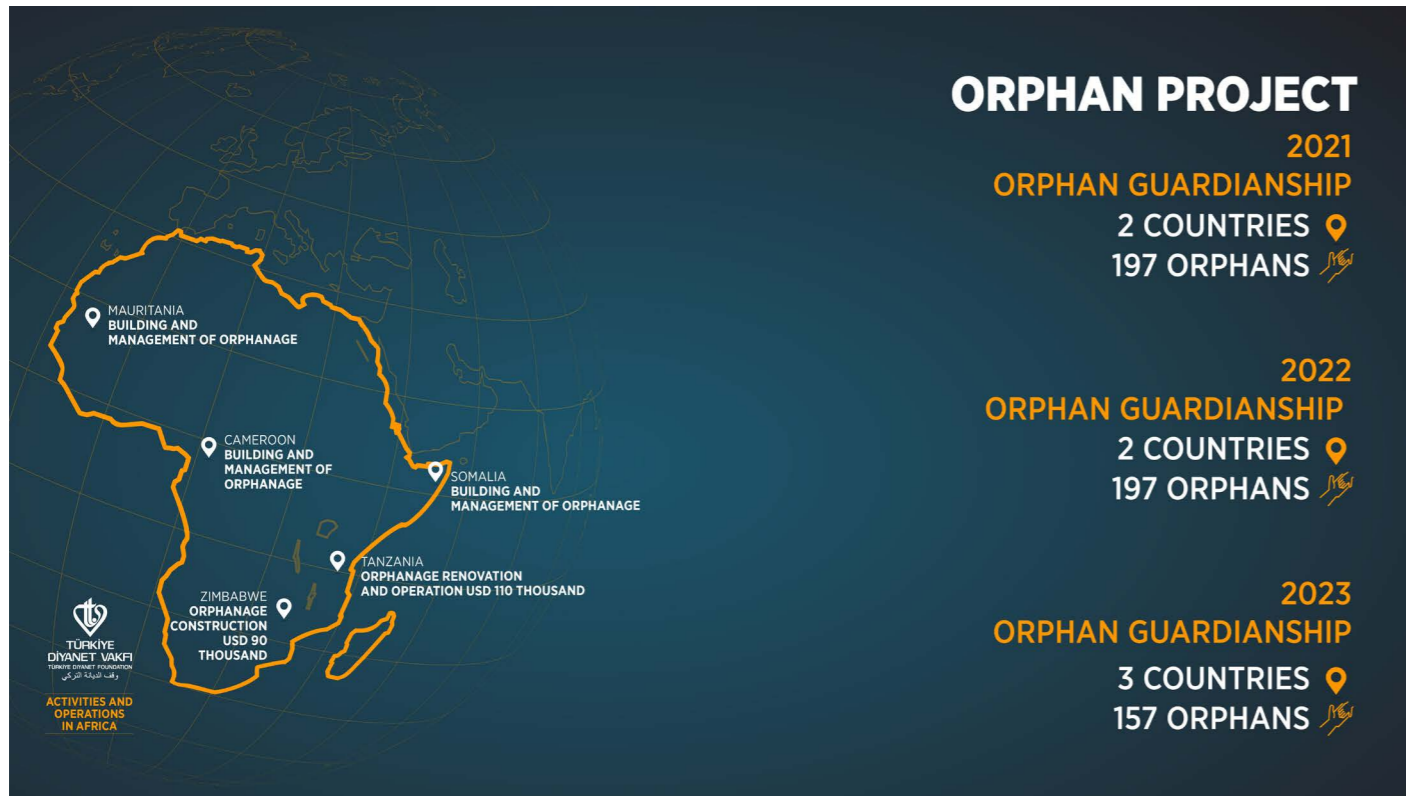 ORPHAN PROJECT
2021
ORPHAN GUARDIANSHIP
2 COUNTRIES
197 ORPHANS
2022
ORPHAN GUARDIANSHIP
2 COUNTRIES
197 ORPHANS
2023
ORPHAN GUARDIANSHIP
3 COUNTRIES
157 ORPHANS
MAURITANIA
BUILDING AND
MANAGEMENT OF ORPHANAGE
CAMEROON
BUILDING AND
MANAGEMENT OF
ORPHANAGE
SOMALIA
BUILDING AND
MANAGEMENT OF ORPHANAGE
TANZANIA
ORPHANAGE RENOVATION
AND OPERATION USD 110 THOUSAND
ZIMBABWE
ORPHANAGE
CONSTRUCTION
USD 90
THOUSAND
TÜRKİYE
DİYANET VAKFI
TÜRKİYE DİYANET FOUNDATION
وقف الديانة التركي
ACTIVITIES AND
OPERATIONS
IN AFRICA